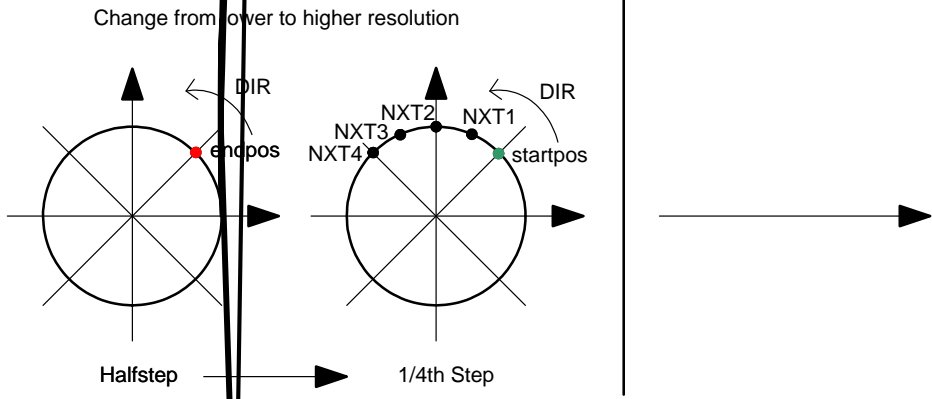 Change from lower to higher resolution
DIR
endpos
DIR
NXT2
NXT1
NXT3
NXT4
startpos
Halfstep
1/4th Step